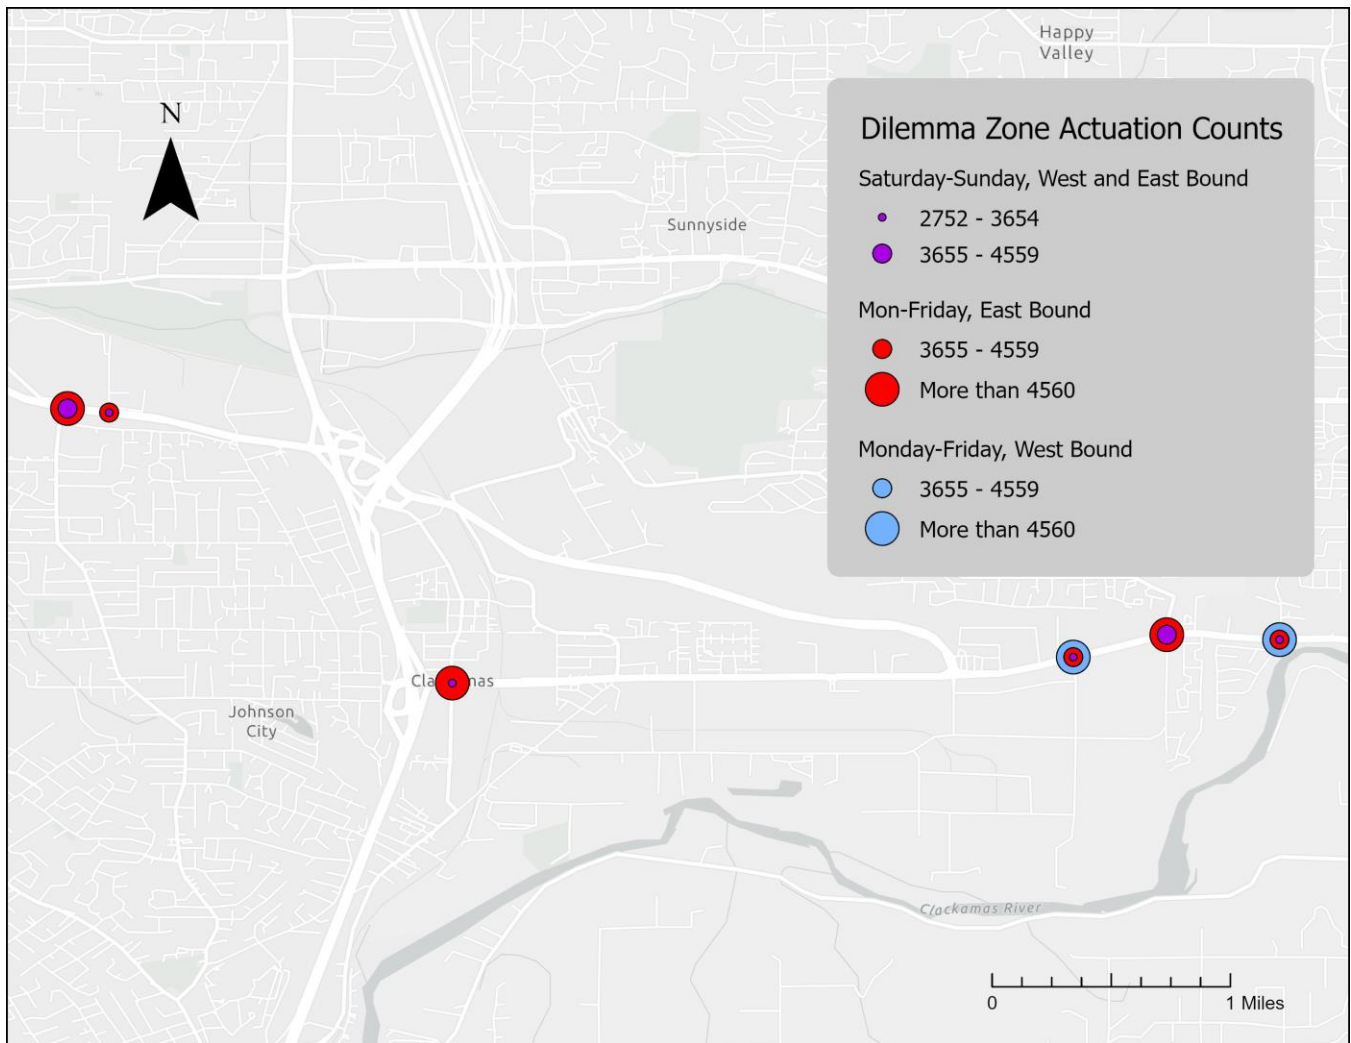 Happy
Valley
N
Dilemma Zone Actuation Counts
Saturday-Sunday, West and East Bound
2752 - 3654
3655 - 4559
Sunnyside
Mon-Friday, East Bound
3655 - 4559
More than 4560
Monday-Friday, West Bound
3655 - 4559
More than 4560
Cla mas
Johnson
City
Clackamas River
0 1 Miles